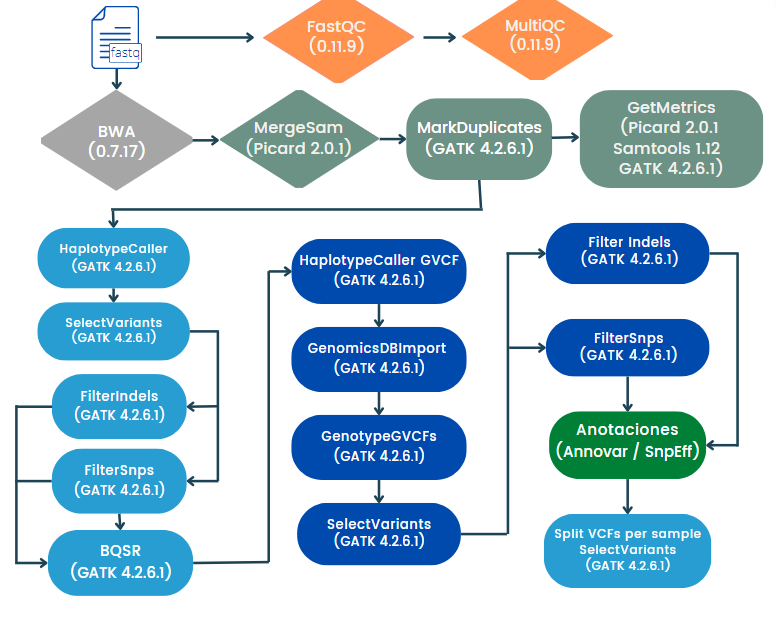 fastq
FastQC
(0.11.9)
MultiQC
(0.11.9)
BWA
(0.7.17)
MergeSam
(Picard 2.0.1)
MarkDuplicates
(GATK 4.2.6.1)
GetMetrics
(Picard 2.0.1
Samtools 1.12
GATK 4.2.6.1)
HaplotypeCaller
(GATK 4.2.6.1)
SelectVariants
(GATK 4.2.6.1)
FilterIndels
(GATK 4.2.6.1)
FilterSnps
(GATK 4.2.6.1)
BQSR
(GATK 4.2.6.1)
HaplotypeCaller GVCF
(GATK 4.2.6.1)
GenomicsDBImport
(GATK 4.2.6.1)
GenotypeGVCFs
(GATK 4.2.6.1)
SelectVariants
(GATK 4.2.6.1)
Filter Indels
(GATK 4.2.6.1)
FilterSnps
(GATK 4.2.6.1)
Anotaciones
(Annovar / SnpEff)
Split VCFs per sample
SelectVariants
(GATK 4.2.6.1)